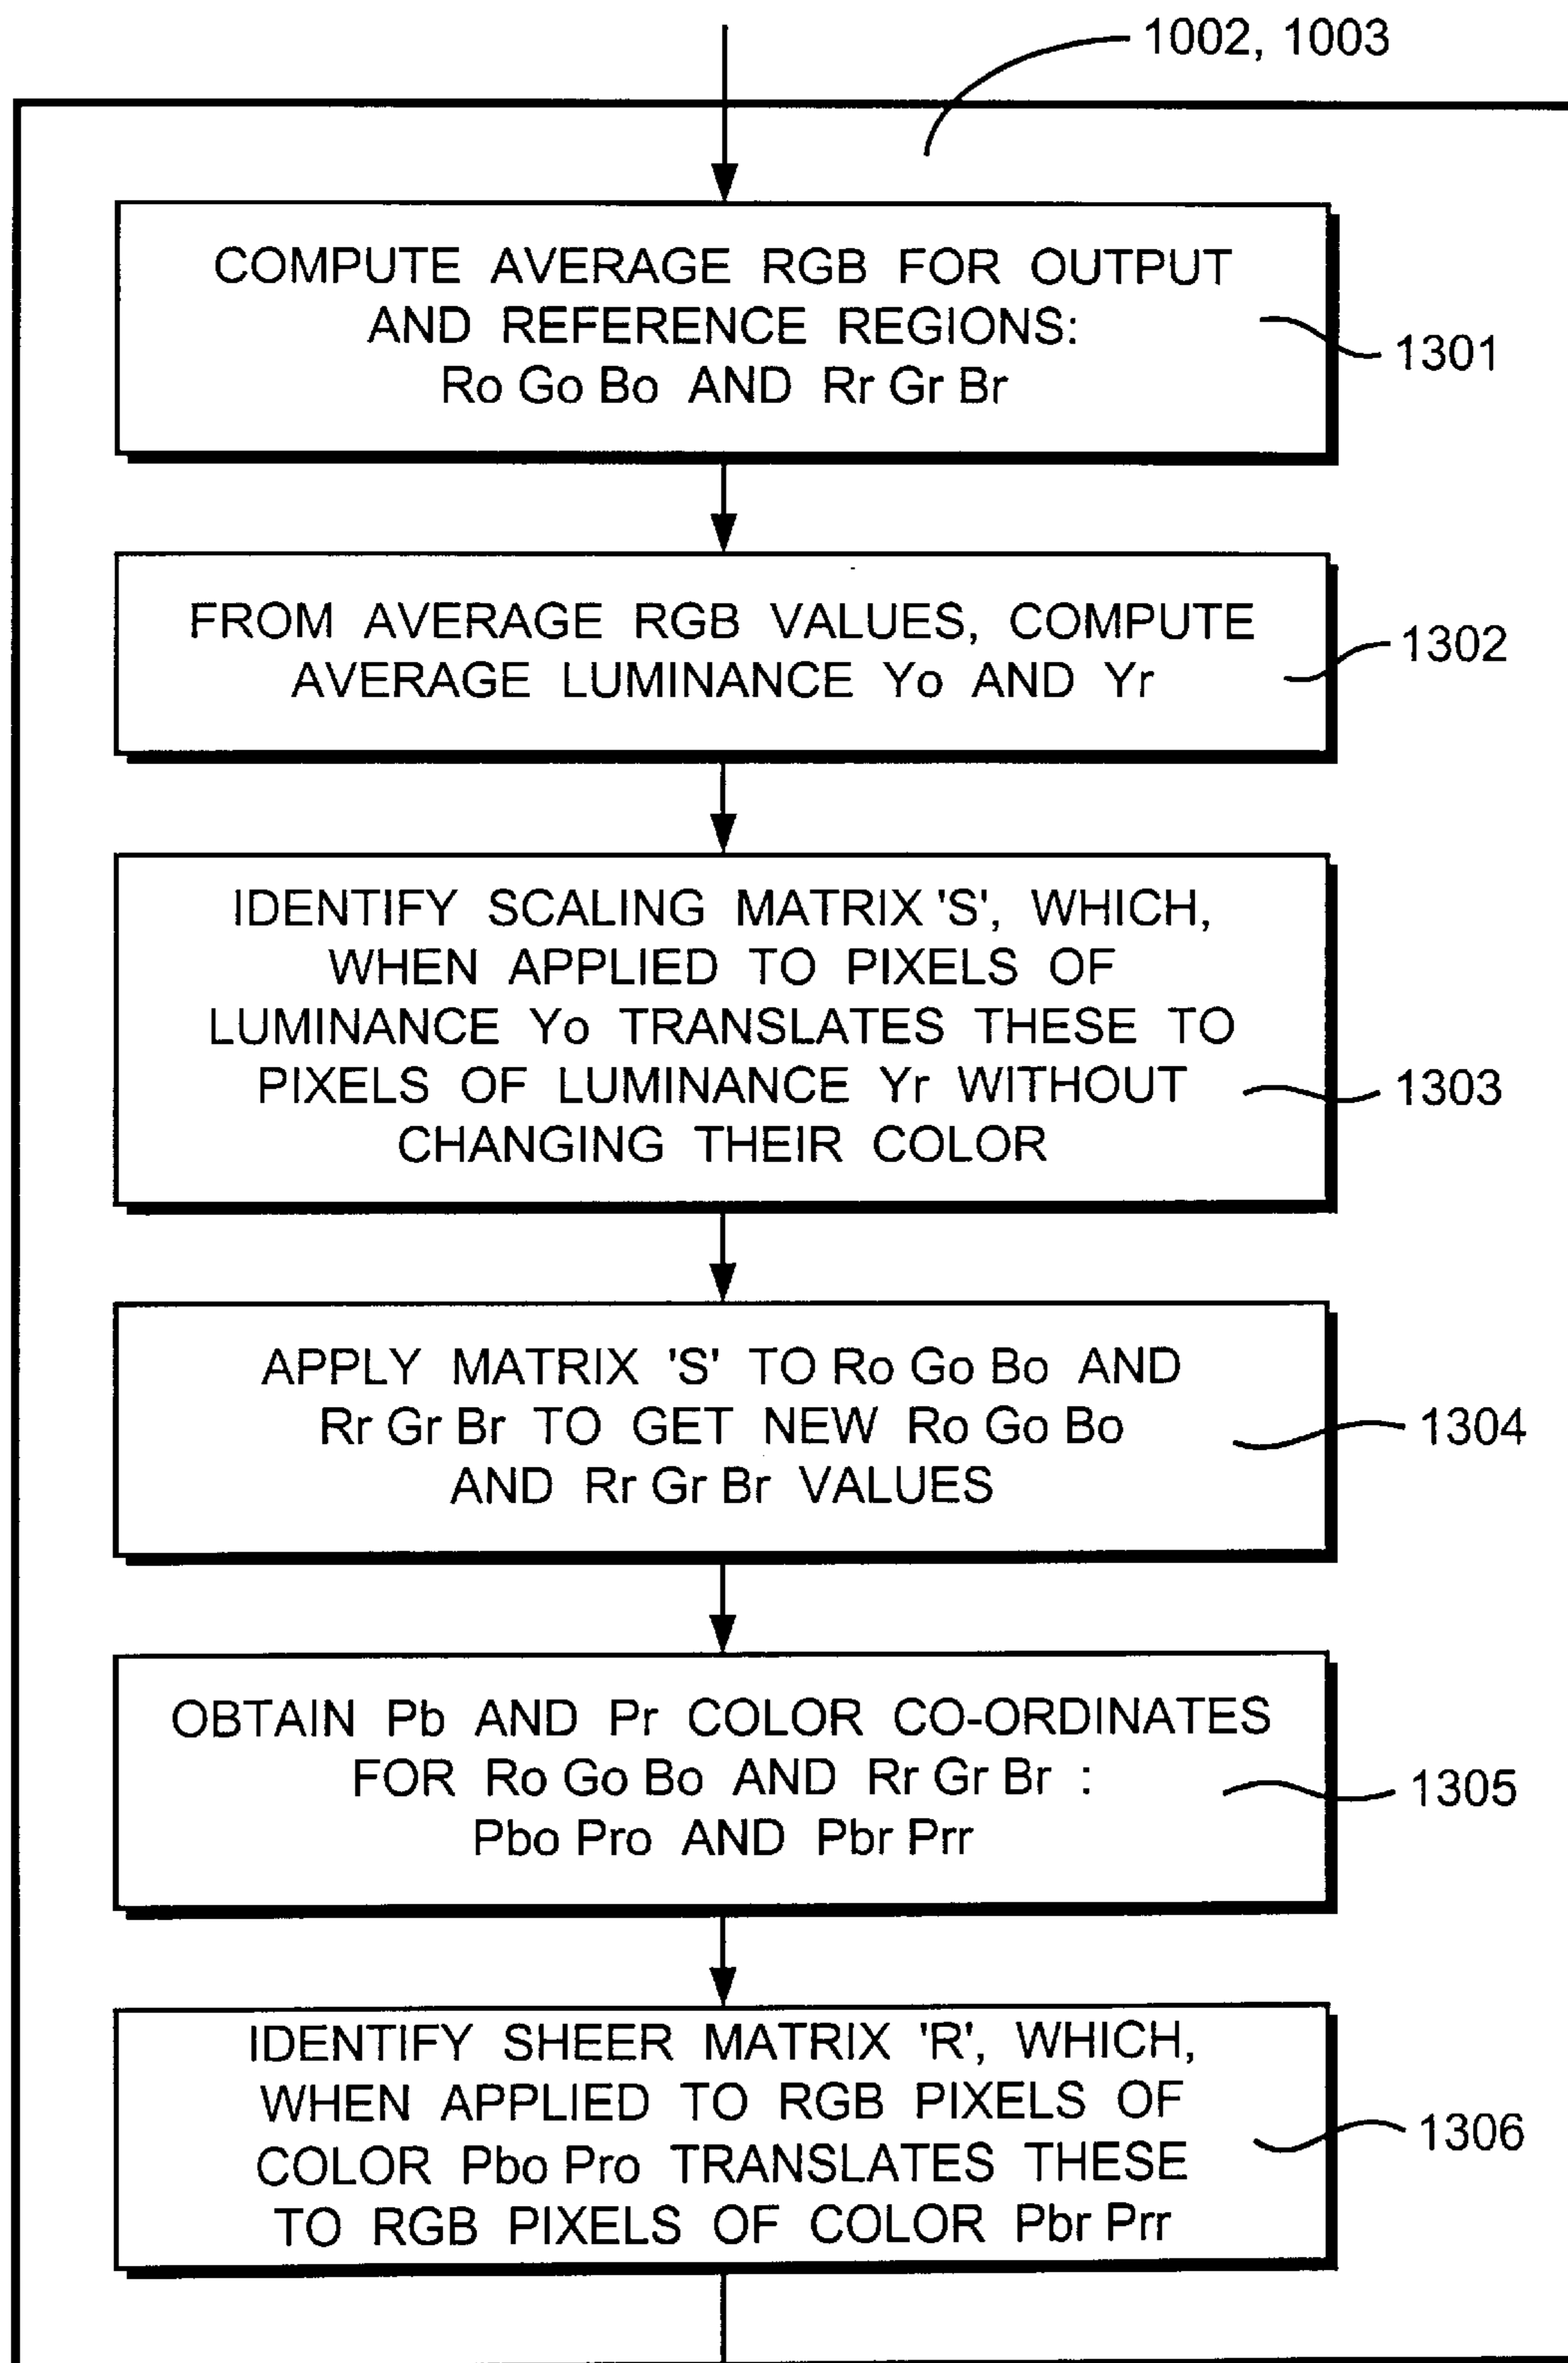 1002, 1003
COMPUTE AVERAGE RGB FOR OUTPUT
AND REFERENCE REGIONS:
Ro Go Bo AND Rr Gr Br
1301
FROM AVERAGE RGB VALUES, COMPUTE
AVERAGE LUMINANCE Yo AND Yr
1302
IDENTIFY SCALING MATRIX 'S', WHICH,
WHEN APPLIED TO PIXELS OF
LUMINANCE Yo TRANSLATES THESE TO
PIXELS OF LUMINANCE Yr WITHOUT
CHANGING THEIR COLOR
1303
APPLY MATRIX 'S' TO Ro Go Bo AND
Rr Gr Br TO GET NEW Ro Go Bo
AND Rr Gr Br VALUES
1304
OBTAIN Pb AND Pr COLOR CO-ORDINATES
FOR Ro Go Bo AND Rr Gr Br :
Pbo Pro AND Pbr Prr
1305
IDENTIFY SHEER MATRIX 'R', WHICH,
WHEN APPLIED TO RGB PIXELS OF
COLOR Pbo Pro TRANSLATES THESE
TO RGB PIXELS OF COLOR Pbr Prr
1306